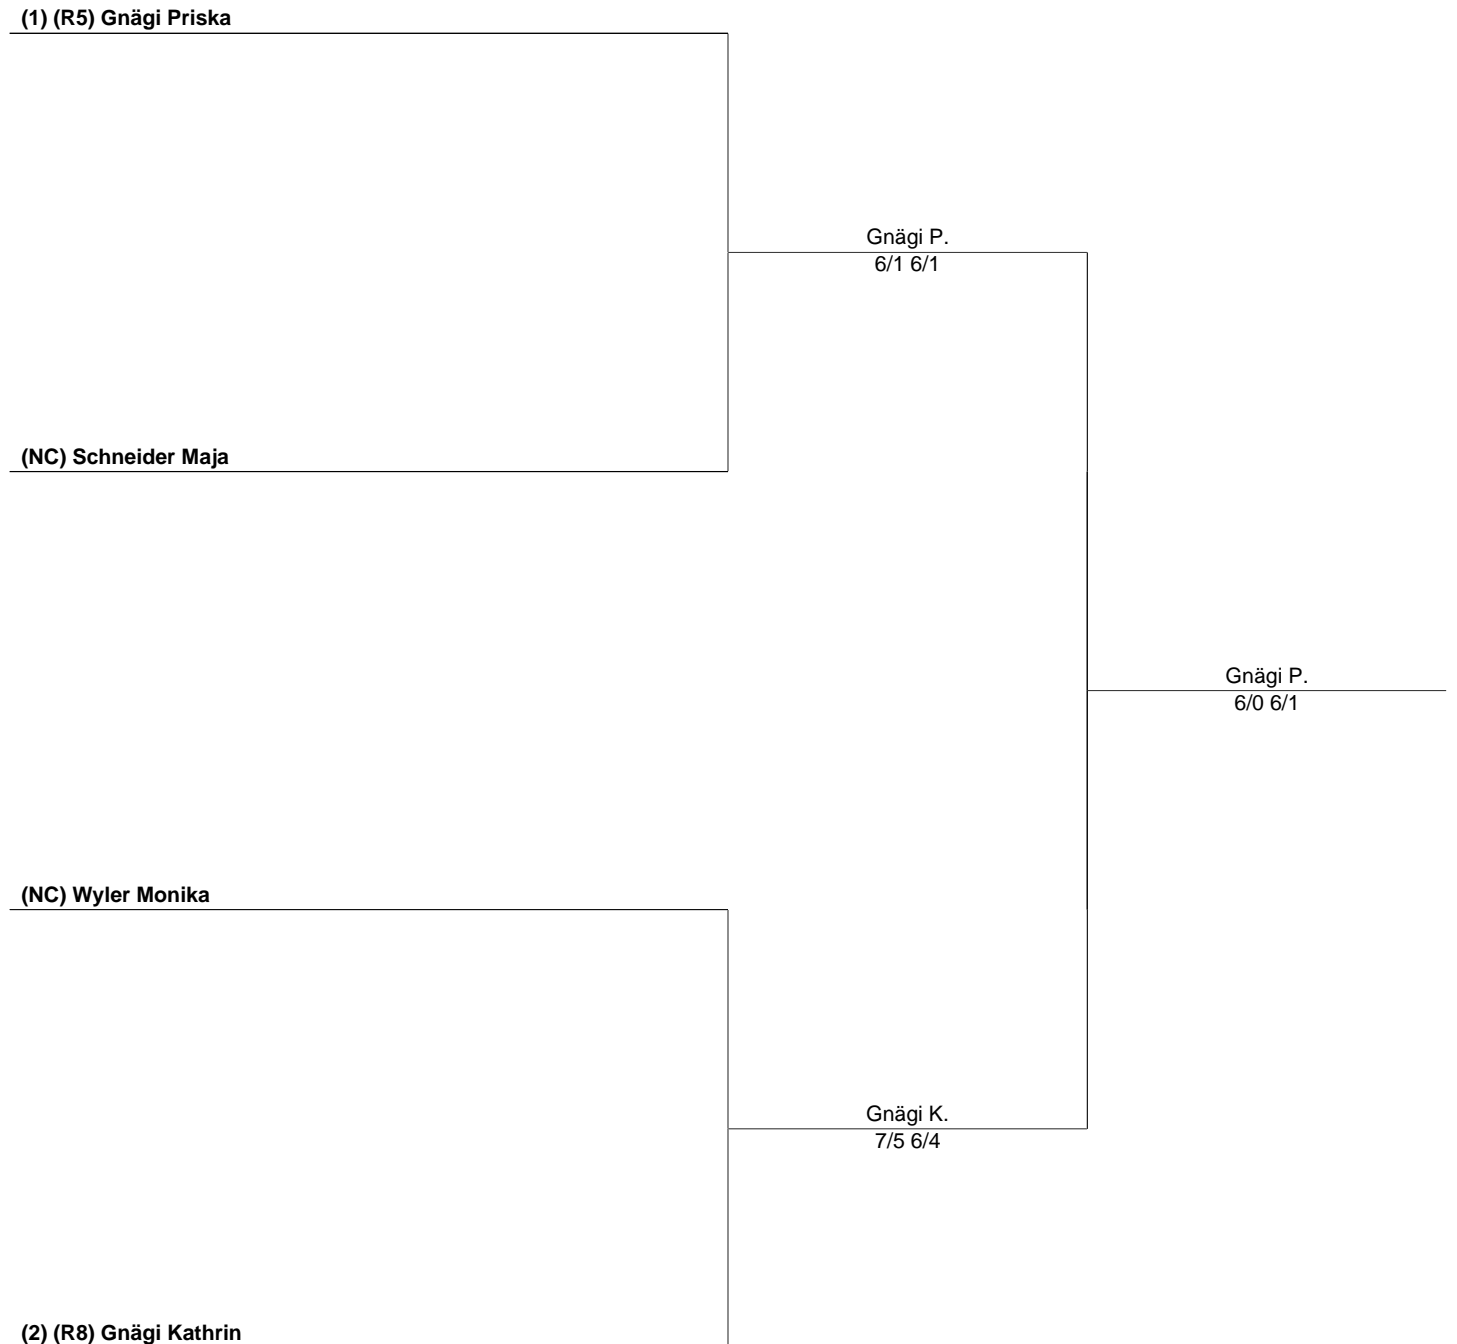 (1) (R5) Gnägi Priska
Gnägi P.
6/1 6/1
(NC) Schneider Maja
Gnägi P.
6/0 6/1
(NC) Wyler Monika
Gnägi K.
7/5 6/4
(2) (R8) Gnägi Kathrin